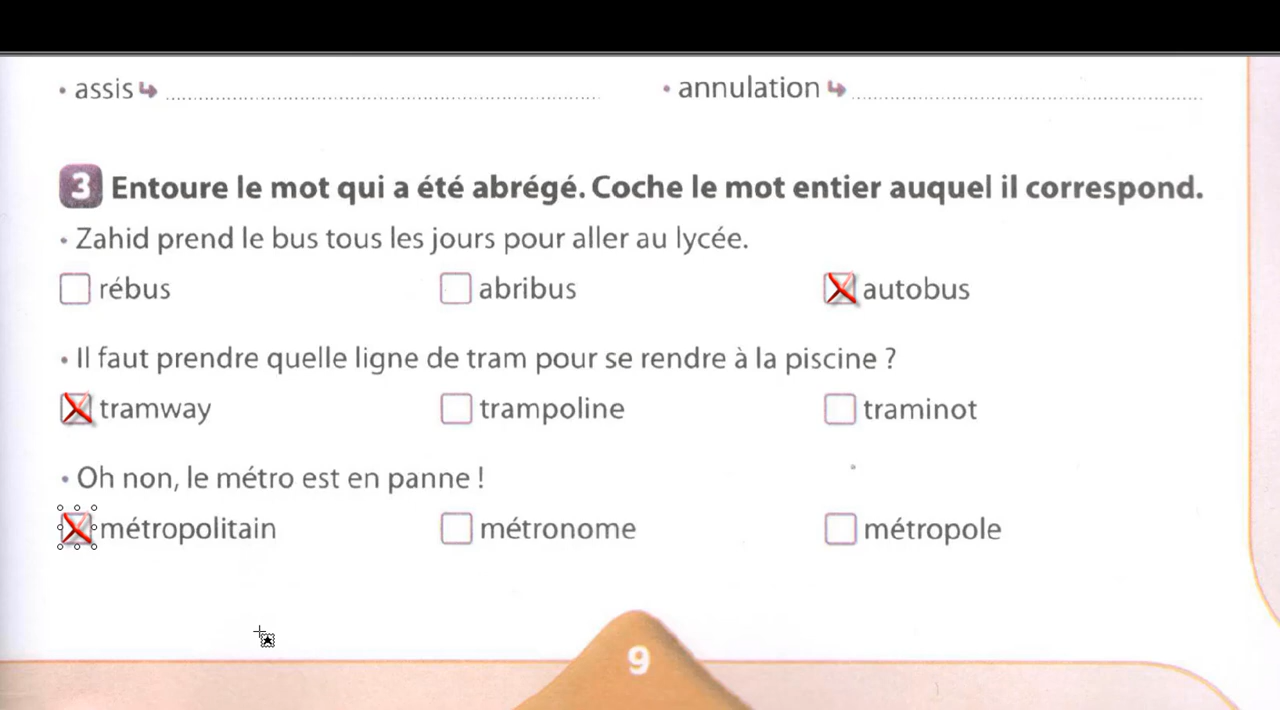 • assis ↳
• annulation ↳
3 Entoure le mot qui a été abrégé. Coche le mot entier auquel il correspond.
• Zahid prend le bus tous les jours pour aller au lycée.
rébus abribus autobus
• Il faut prendre quelle ligne de tram pour se rendre à la piscine ?
tramway trampoline traminot
• Oh non, le métro est en panne !
métropolitain métronome métropole
9